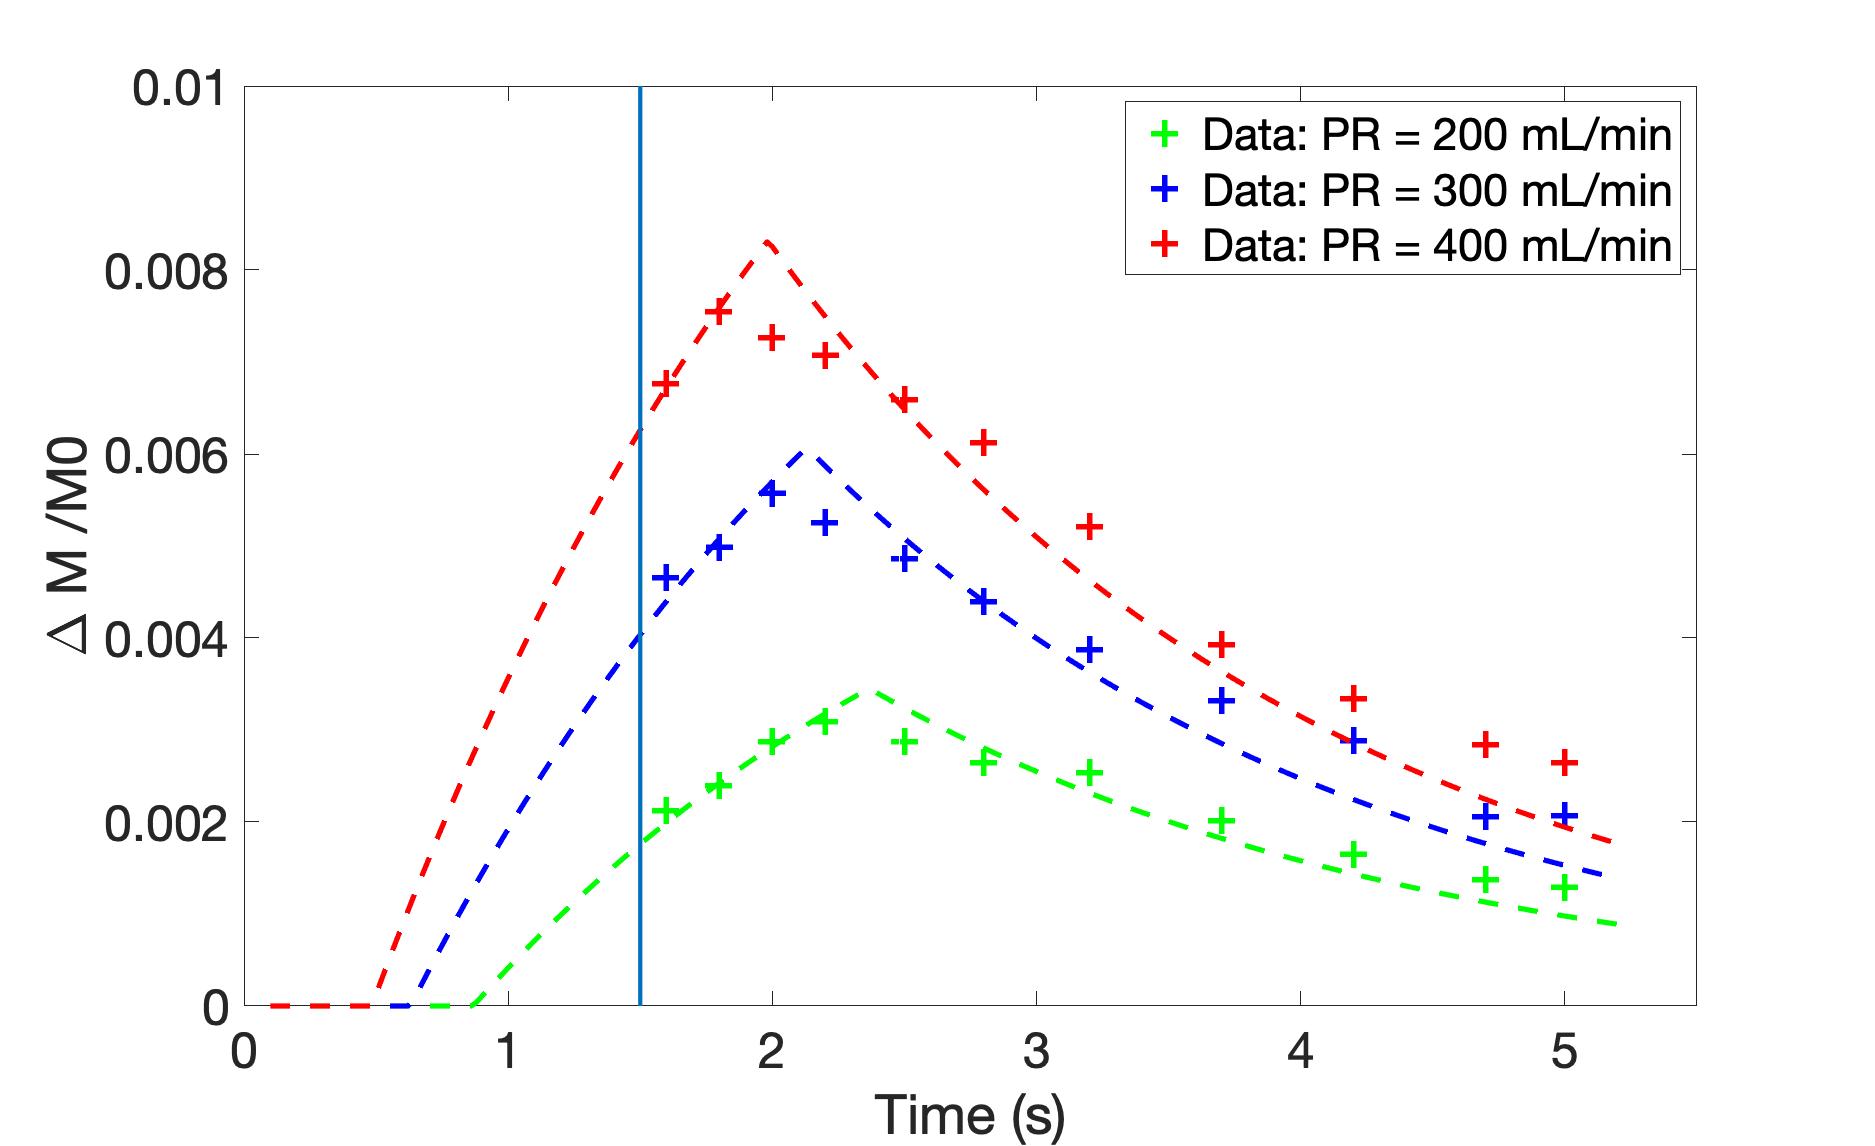 0.01
0.008
0.006
0.004
0.002
0
Δ M /M0
Data: PR = 200 mL/min
Data: PR = 300 mL/min
Data: PR = 400 mL/min
0 1 2 3 4 5
Time (s)